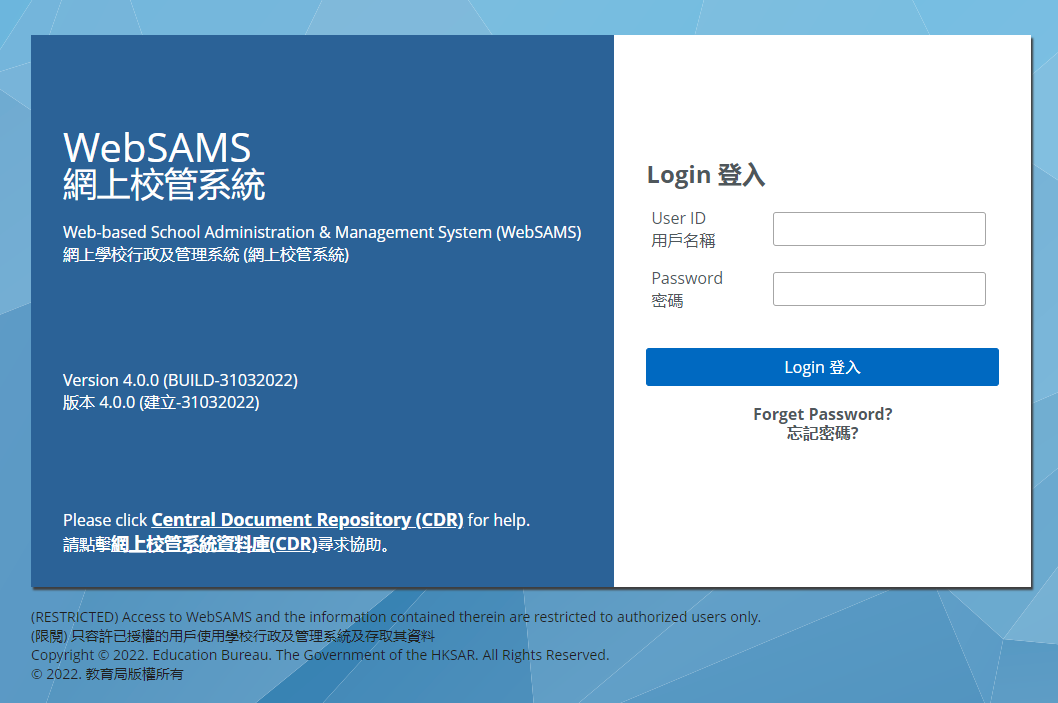 WebSAMS
網上校管系統
Web-based School Administration & Management System (WebSAMS)
網上學校行政及管理系統 (網上校管系統)
Version 4.0.0 (BUILD-31032022)
版本 4.0.0 (建立-31032022)
Please click Central Document Repository (CDR) for help.
請點擊網上校管系統資料庫(CDR)尋求協助。
Login 登入
User ID
用戶名稱
Password
密碼
Login 登入
Forget Password?
忘記密碼?
(RESTRICTED) Access to WebSAMS and the information contained therein are restricted to authorized users only.
(限閱) 只容許已授權的用戶使用學校行政及管理系統及存取其資料
Copyright © 2022. Education Bureau. The Government of the HKSAR. All Rights Reserved.
© 2022. 教育局版權所有